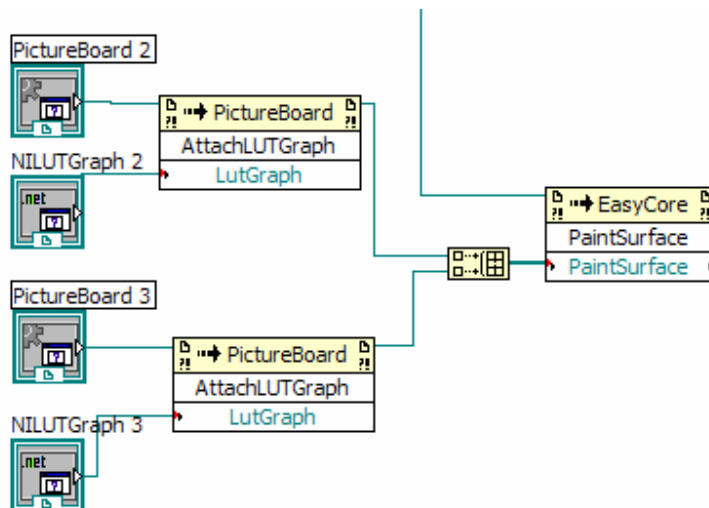 PictureBoard 2
?
PictureBoard
?!
?!
AttachLUTGraph
NILUTGraph 2
LutGraph
.net
?
EasyCore
?!
?!
PaintSurface
PaintSurface
PictureBoard 3
?
PictureBoard
?!
?!
AttachLUTGraph
NILUTGraph 3
LutGraph
.net
?